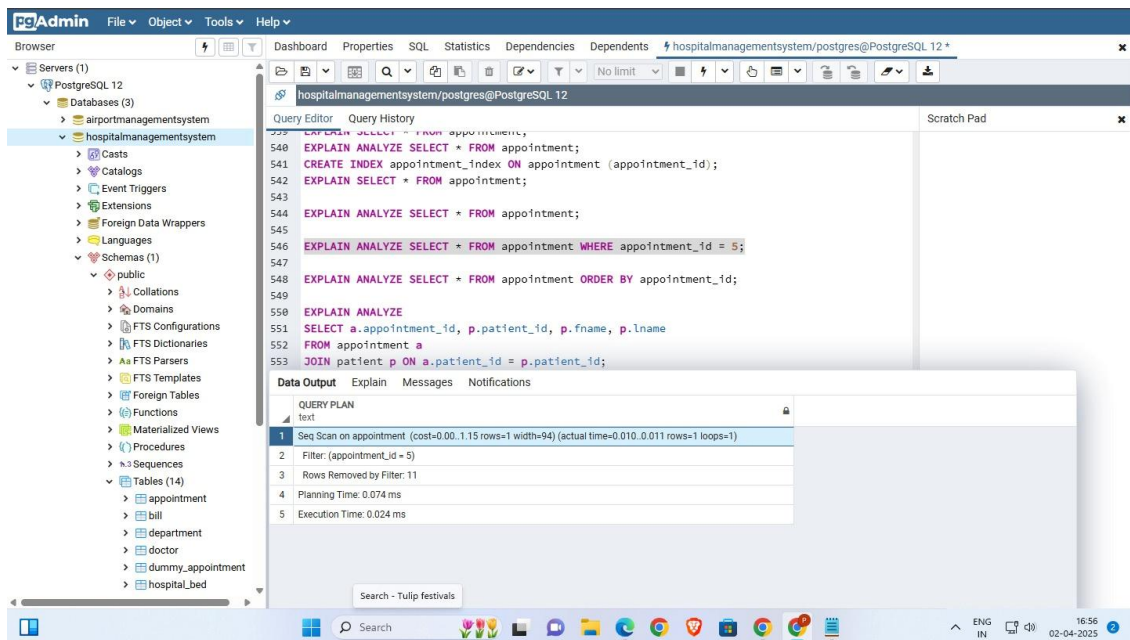 pgAdmin File Object Tools Help
Browser
Dashboard Properties SQL Statistics Dependencies Dependents hospitalmanagementsystem/postgres@PostgreSQL 12 *
Servers (1)
PostgreSQL 12
Databases (3)
airportmanagementsystem
hospitalmanagementsystem
Casts
Catalogs
Event Triggers
Extensions
Foreign Data Wrappers
Languages
Schemas (1)
public
Collations
Domains
FTS Configurations
FTS Dictionaries
FTS Parsers
FTS Templates
Foreign Tables
Functions
Materialized Views
Procedures
Sequences
Tables (14)
appointment
bill
department
doctor
dummy_appointment
hospital_bed
No limit
hospitalmanagementsystem/postgres@PostgreSQL 12
Query Editor Query History
Scratch Pad
539 EXPLAIN SELECT * FROM appointment;
540 EXPLAIN ANALYZE SELECT * FROM appointment;
541 CREATE INDEX appointment_index ON appointment (appointment_id);
542 EXPLAIN SELECT * FROM appointment;
543
544 EXPLAIN ANALYZE SELECT * FROM appointment;
545
546 EXPLAIN ANALYZE SELECT * FROM appointment WHERE appointment_id = 5;
547
548 EXPLAIN ANALYZE SELECT * FROM appointment ORDER BY appointment_id;
549
550 EXPLAIN ANALYZE
551 SELECT a.appointment_id, p.patient_id, p.fname, p.lname
552 FROM appointment a
553 JOIN patient p ON a.patient_id = p.patient_id;
Data Output Explain Messages Notifications
QUERY PLAN
text
1 Seq Scan on appointment (cost=0.00..1.15 rows=1 width=94) (actual time=0.010..0.011 rows=1 loops=1)
2 Filter: (appointment_id = 5)
3 Rows Removed by Filter: 11
4 Planning Time: 0.074 ms
5 Execution Time: 0.024 ms
Search - Tulip festivals
Search
ENG
IN
16:56
02-04-2025
2